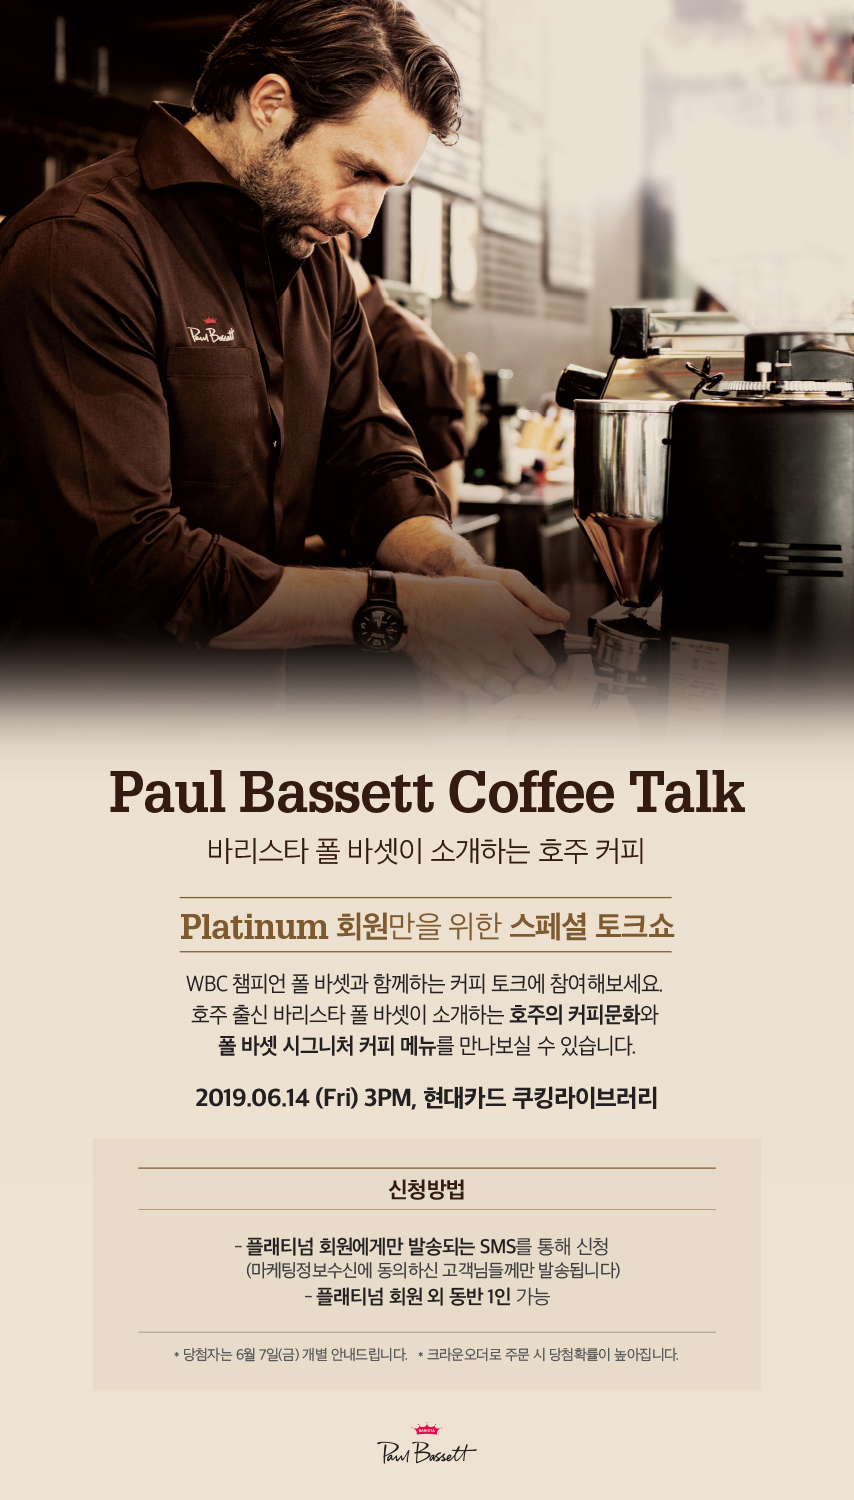 Paul Bassett
Paul Bassett Coffee Talk
바리스타 폴 바셋이 소개하는 호주 커피
Platinum 회원만을 위한 스페셜 토크쇼
WBC 챔피언 폴 바셋과 함께하는 커피 토크에 참여해보세요.
호주 출신 바리스타 폴 바셋이 소개하는 호주의 커피문화와
폴 바셋 시그니처 커피 메뉴를 만나보실 수 있습니다.
2019.06.14 (Fri) 3PM, 현대카드 쿠킹라이브러리
신청방법
- 플래티넘 회원에게만 발송되는 SMS를 통해 신청
(마케팅정보수신에 동의하신 고객님들께만 발송됩니다)
- 플래티넘 회원 외 동반 1인 가능
* 당첨자는 6월 7일(금) 개별 안내드립니다. * 크라운오더로 주문 시 당첨확률이 높아집니다.
BARISTA
Paul Bassett